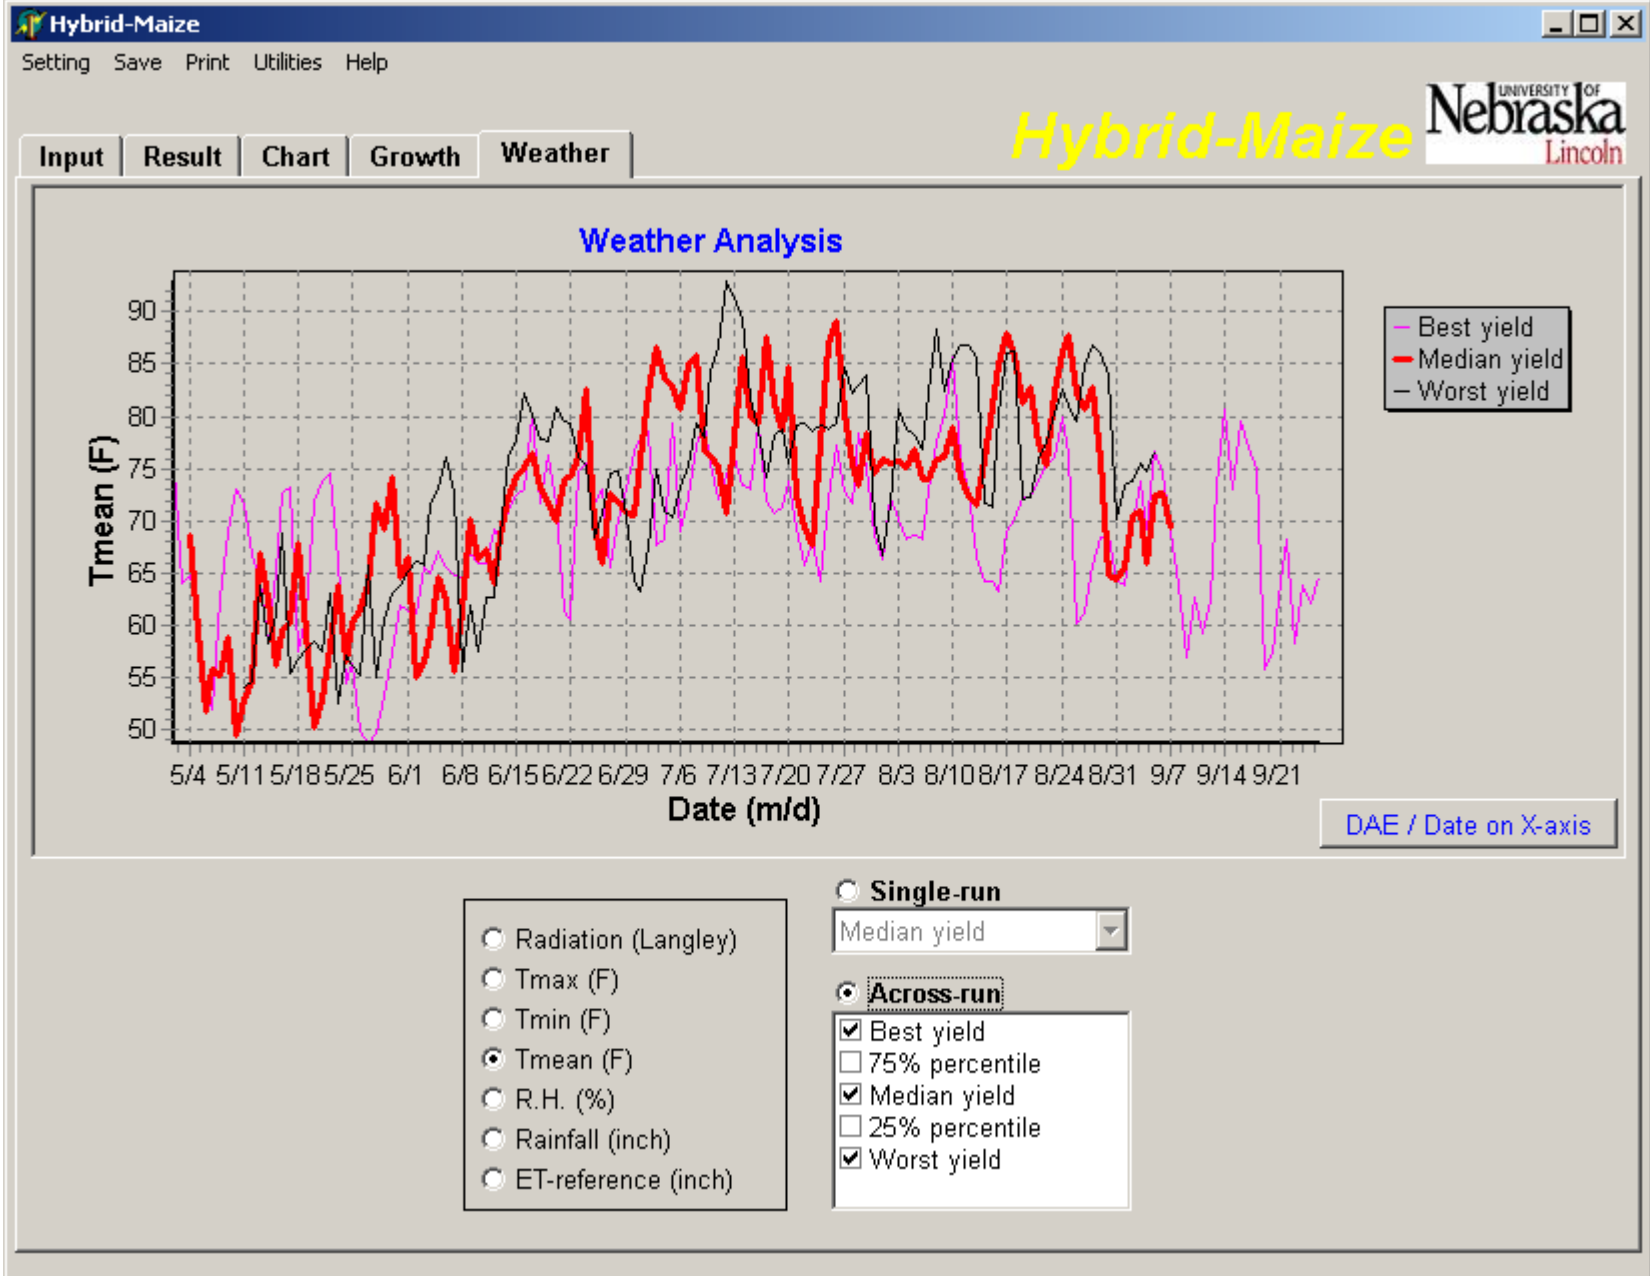 Hybrid-Maize
Setting Save Print Utilities Help
Hybrid-Maize
UNIVERSITY OF
Nebraska
Lincoln
Input Result Chart Growth Weather
Weather Analysis
Tmean (F)
90
85
80
75
70
65
60
55
50
5/4 5/11 5/18 5/25 6/1 6/8 6/15 6/22 6/29 7/6 7/13 7/20 7/27 8/3 8/10 8/17 8/24 8/31 9/7 9/14 9/21
Date (m/d)
Best yield
Median yield
Worst yield
DAE / Date on X-axis
Radiation (Langley)
Tmax (F)
Tmin (F)
Tmean (F)
R.H. (%)
Rainfall (inch)
ET-reference (inch)
Single-run
Median yield
Across-run
Best yield
75% percentile
Median yield
25% percentile
Worst yield